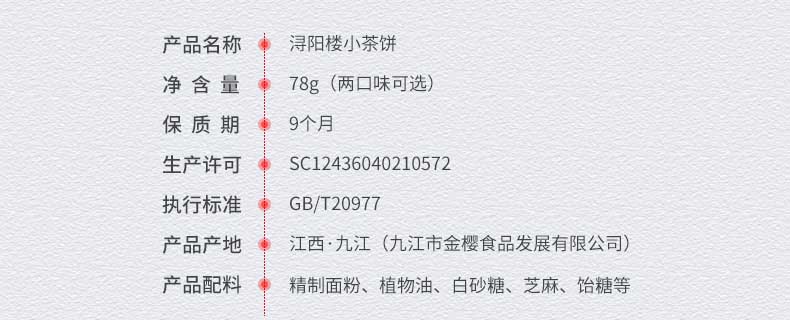 产品名称 浔阳楼小茶饼
净含量 78g（两口味可选）
保质期 9个月
生产许可 SC12436040210572
执行标准 GB/T20977
产品产地 江西·九江（九江市金樱食品发展有限公司）
产品配料 精制面粉、植物油、白砂糖、芝麻、饴糖等